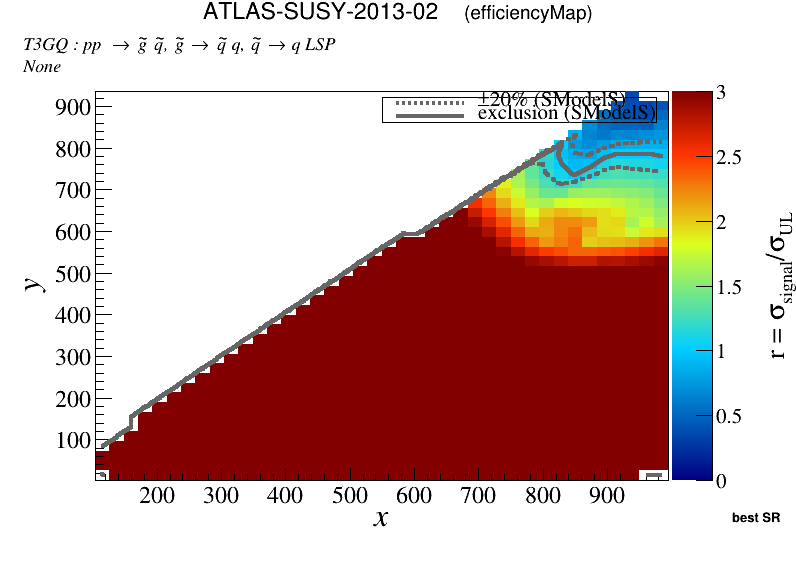 ATLAS-SUSY-2013-02 (efficiencyMap)
T3GQ : pp → g̃ q̃, g̃ → q̃ q, q̃ → q LSP
None
±20% (SModelS)
exclusion (SModelS)
900
800
700
600
500
400
300
200
100
y
200 300 400 500 600 700 800 900
x
3
2.5
2
1.5
1
0.5
0
r = σsignal/σUL
best SR